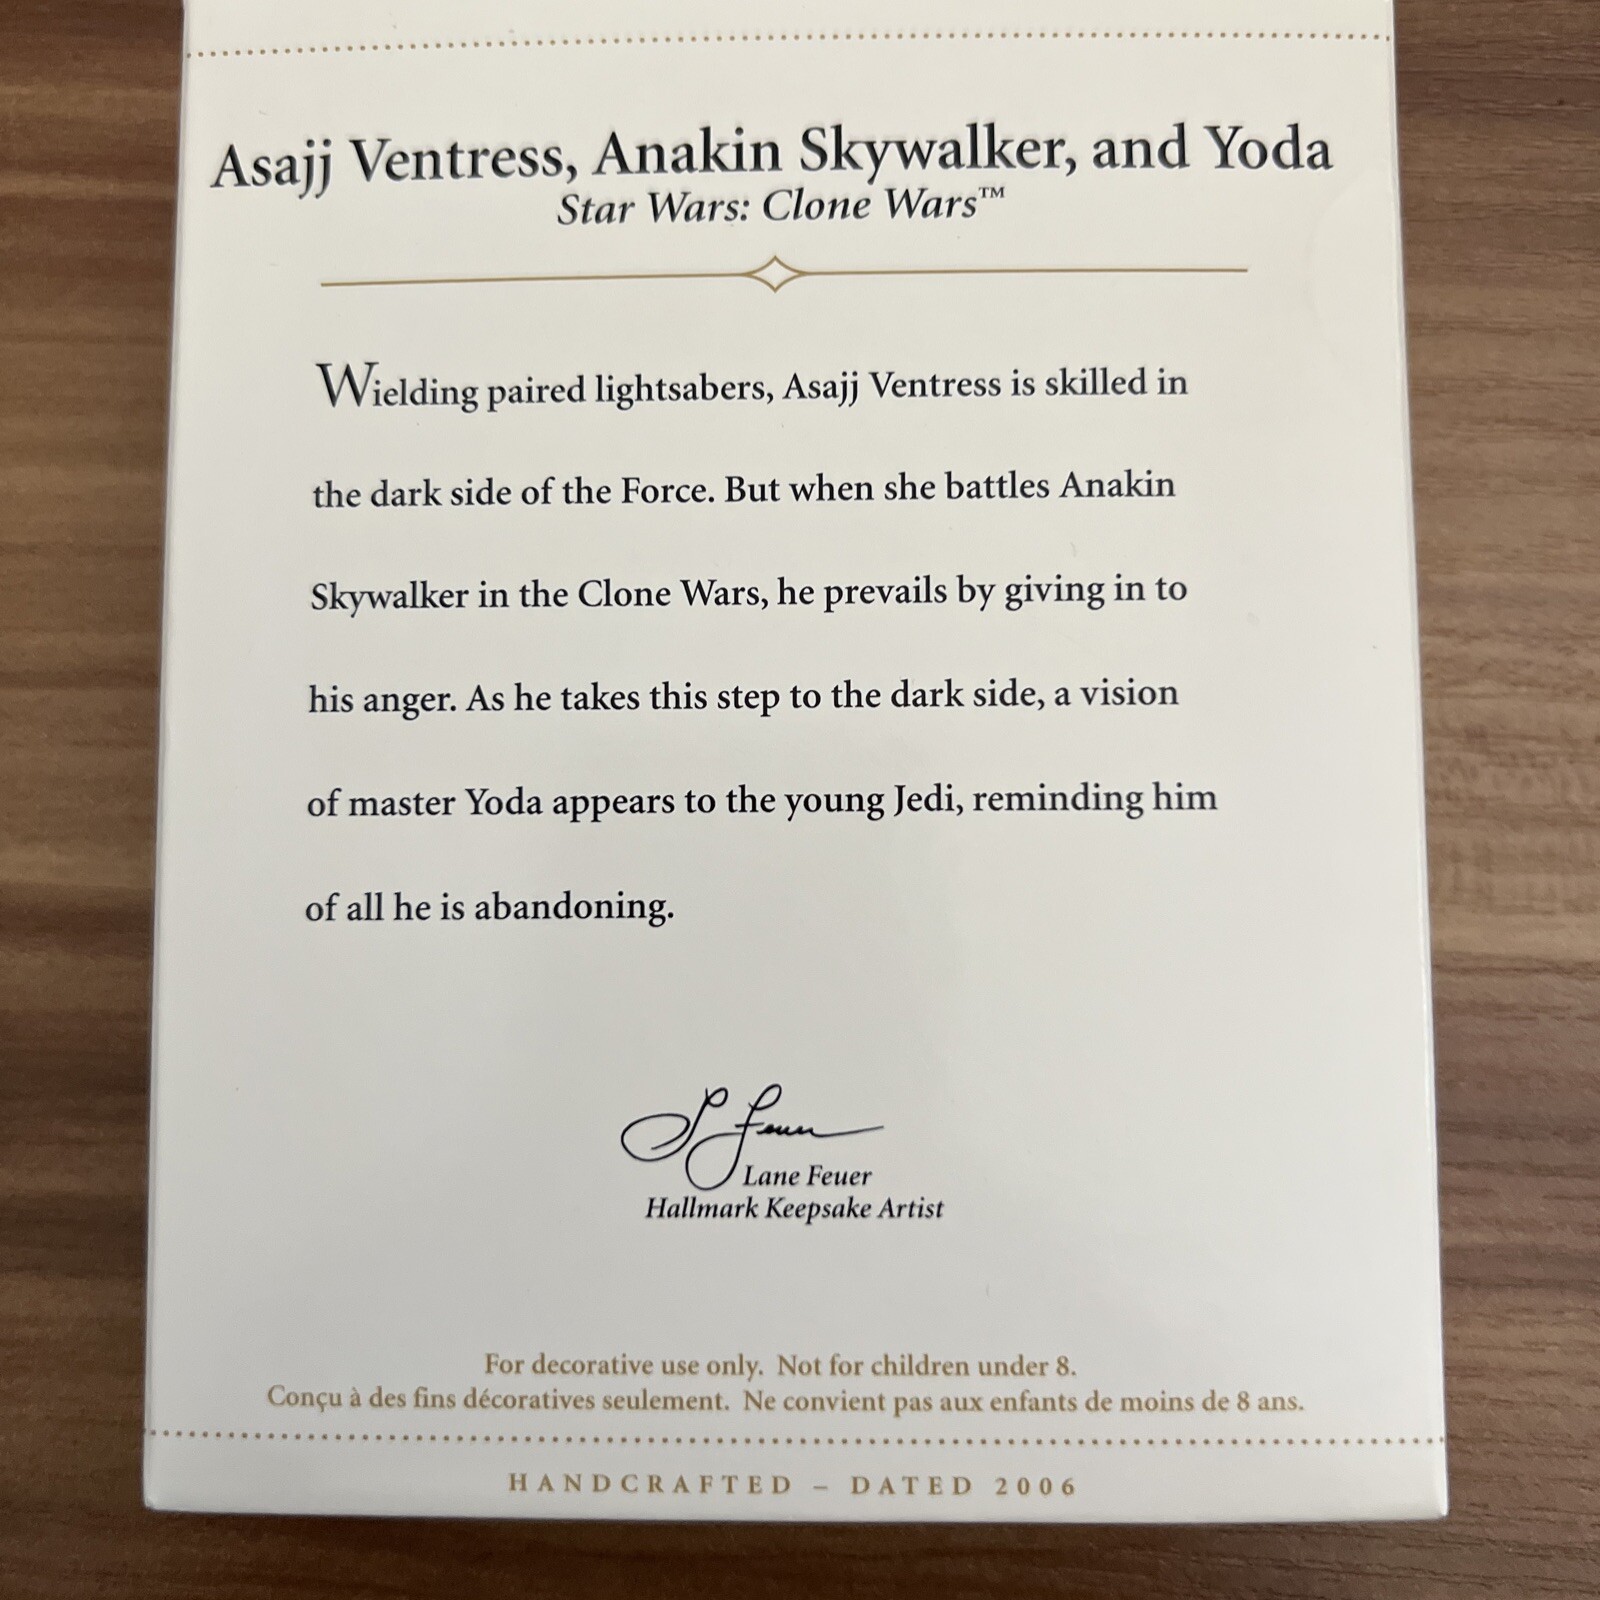 Asajj Ventress, Anakin Skywalker, and Yoda
Star Wars: Clone Wars™
Wielding paired lightsabers, Asajj Ventress is skilled in
the dark side of the Force. But when she battles Anakin
Skywalker in the Clone Wars, he prevails by giving in to
his anger. As he takes this step to the dark side, a vision
of master Yoda appears to the young Jedi, reminding him
of all he is abandoning.
L Feuer
Lane Feuer
Hallmark Keepsake Artist
For decorative use only. Not for children under 8.
Conçu à des fins décoratives seulement. Ne convient pas aux enfants de moins de 8 ans.
HANDCRAFTED – DATED 2006